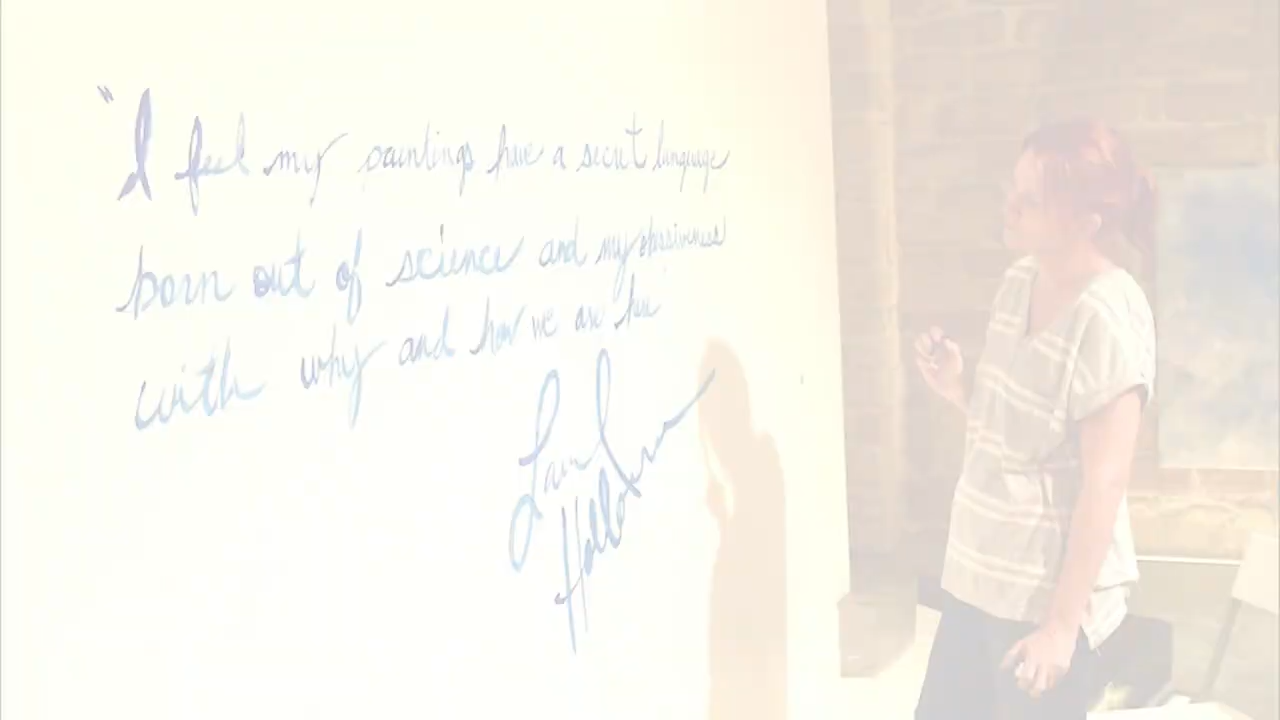 "I feel my paintings have a secret language
born out of science and my obsessiveness
with why and how we are here